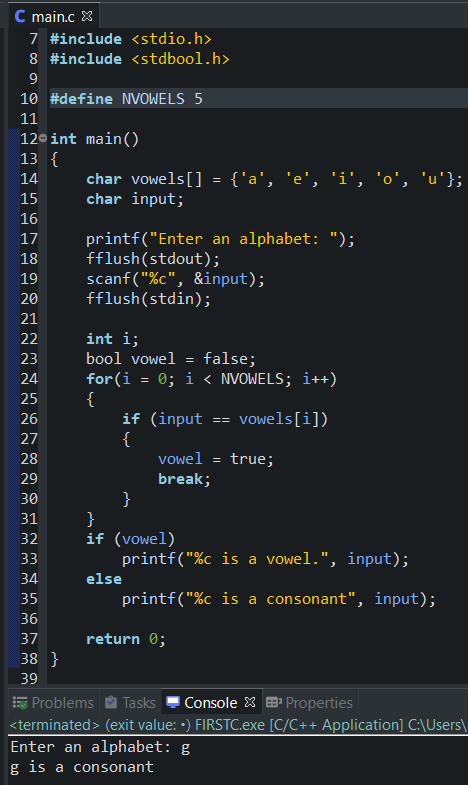 main.c
7 #include <stdio.h>
8 #include <stdbool.h>
9
10 #define NVOWELS 5
11
12 int main()
13 {
14     char vowels[] = {'a', 'e', 'i', 'o', 'u'};
15     char input;
16
17     printf("Enter an alphabet: ");
18     fflush(stdout);
19     scanf("%c", &input);
20     fflush(stdin);
21
22     int i;
23     bool vowel = false;
24     for(i = 0; i < NVOWELS; i++)
25     {
26         if (input == vowels[i])
27         {
28             vowel = true;
29             break;
30         }
31     }
32     if (vowel)
33         printf("%c is a vowel.", input);
34     else
35         printf("%c is a consonant", input);
36
37     return 0;
38 }
39
Problems Tasks Console Properties
<terminated> (exit value: •) FIRSTC.exe [C/C++ Application] C:\Users\
Enter an alphabet: g
g is a consonant